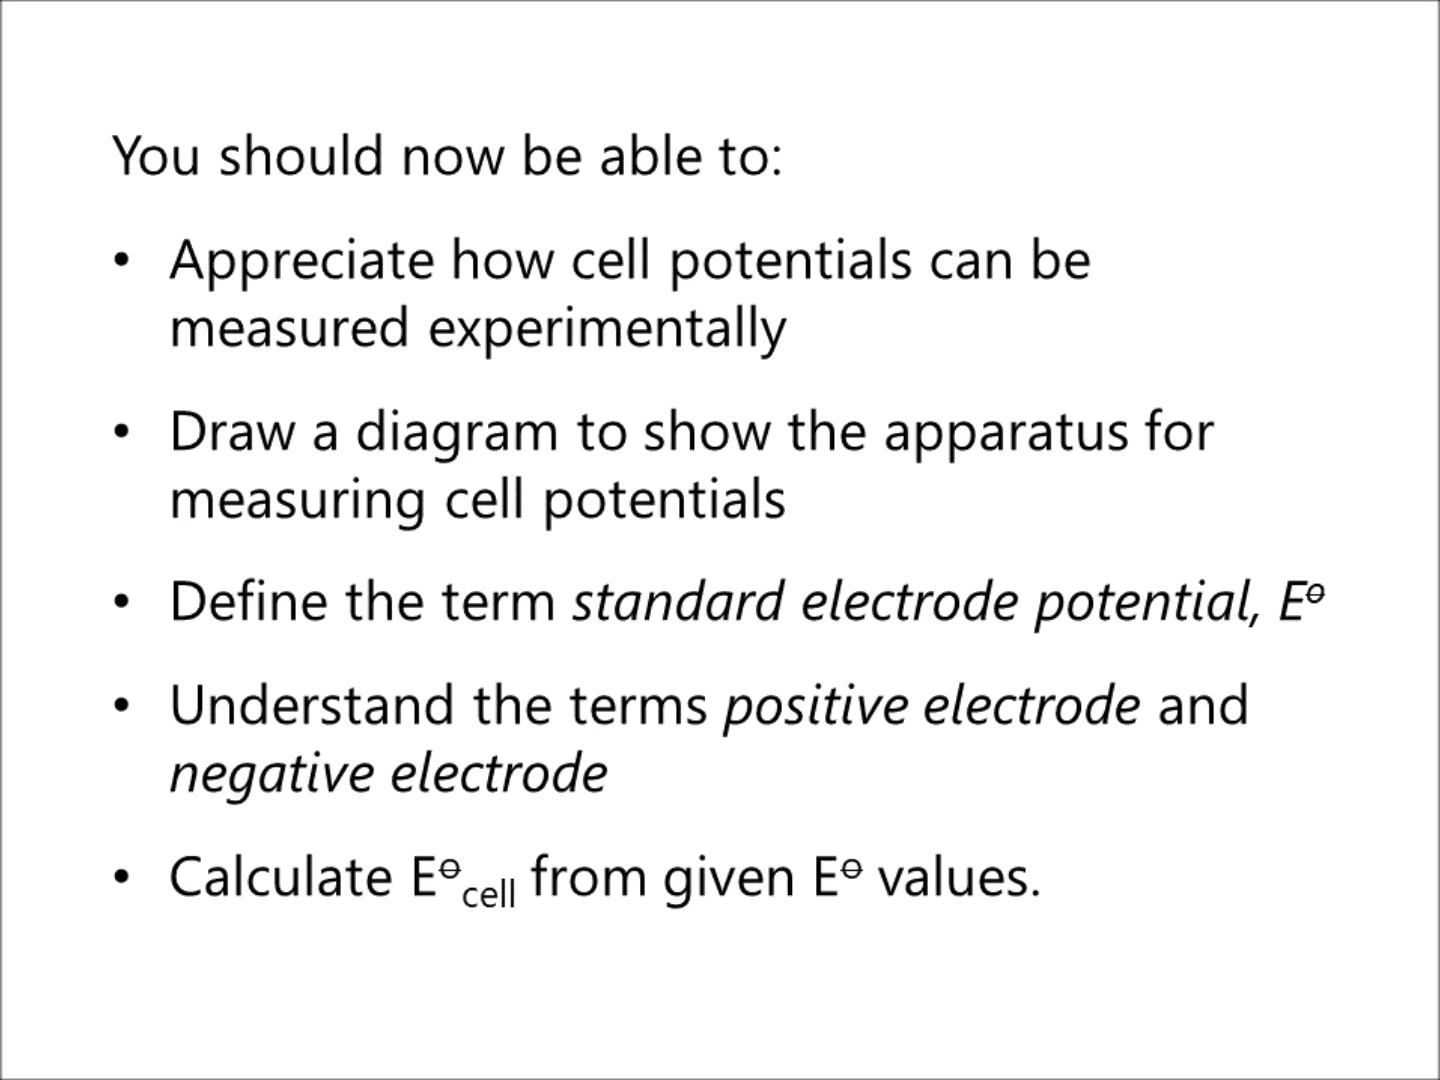 You should now be able to:
• Appreciate how cell potentials can be
measured experimentally
• Draw a diagram to show the apparatus for
measuring cell potentials
• Define the term standard electrode potential, E⦵
• Understand the terms positive electrode and
negative electrode
• Calculate E⦵cell from given E⦵ values.